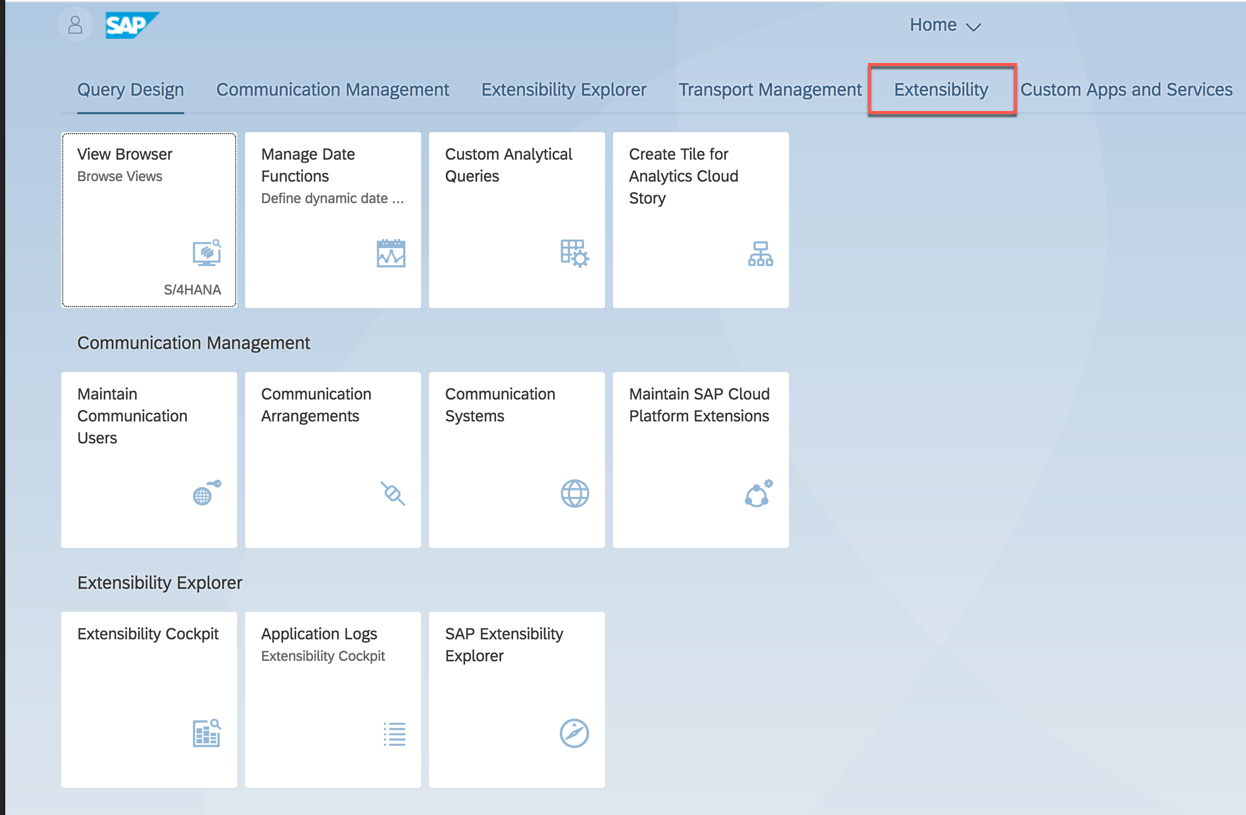 SAP
Home
Query Design
Communication Management
Extensibility Explorer
Transport Management
Extensibility
Custom Apps and Services
View Browser
Browse Views
S/4HANA
Manage Date
Functions
Define dynamic date ...
Custom Analytical
Queries
Create Tile for
Analytics Cloud
Story
Communication Management
Maintain
Communication
Users
Communication
Arrangements
Communication
Systems
Maintain SAP Cloud
Platform Extensions
Extensibility Explorer
Extensibility Cockpit
Application Logs
Extensibility Cockpit
SAP Extensibility
Explorer